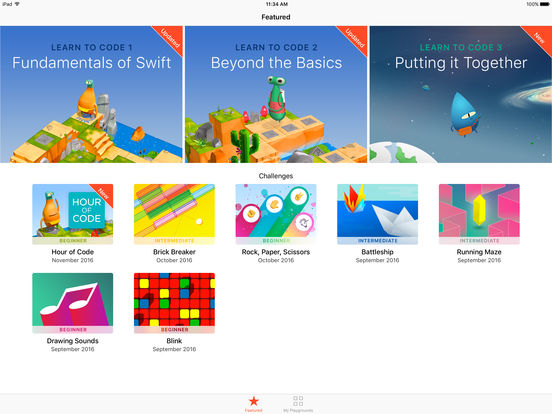 iPad
11:34 AM
100%
Featured
LEARN TO CODE 1
Fundamentals of Swift
Updated
LEARN TO CODE 2
Beyond the Basics
Updated
LEARN TO CODE 3
Putting it Together
New
Challenges
HOUR OF CODE
New
BEGINNER
Hour of Code
November 2016
INTERMEDIATE
Brick Breaker
October 2016
BEGINNER
Rock, Paper, Scissors
October 2016
INTERMEDIATE
Battleship
September 2016
INTERMEDIATE
Running Maze
September 2016
BEGINNER
Drawing Sounds
September 2016
BEGINNER
Blink
September 2016
Featured
My Playgrounds